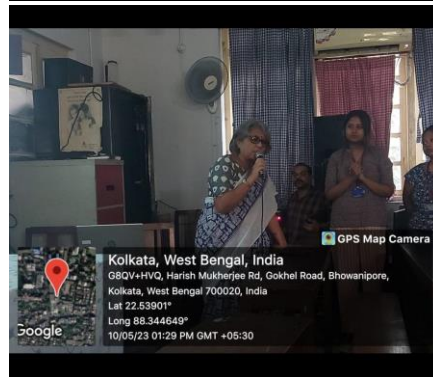 GPS Map Camera
Kolkata, West Bengal, India
G8QV+HVQ, Harish Mukherjee Rd, Gokhel Road, Bhowanipore,
Kolkata, West Bengal 700020, India
Lat 22.53901°
Long 88.344649°
10/05/23 01:29 PM GMT +05:30
Google